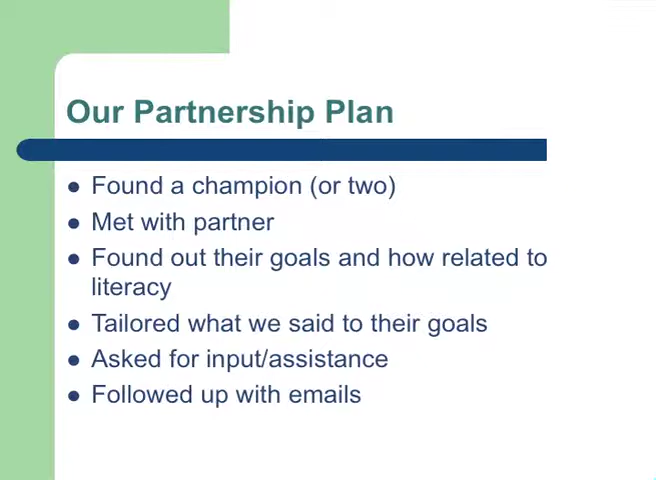 Our Partnership Plan
Found a champion (or two)
Met with partner
Found out their goals and how related to
literacy
Tailored what we said to their goals
Asked for input/assistance
Followed up with emails